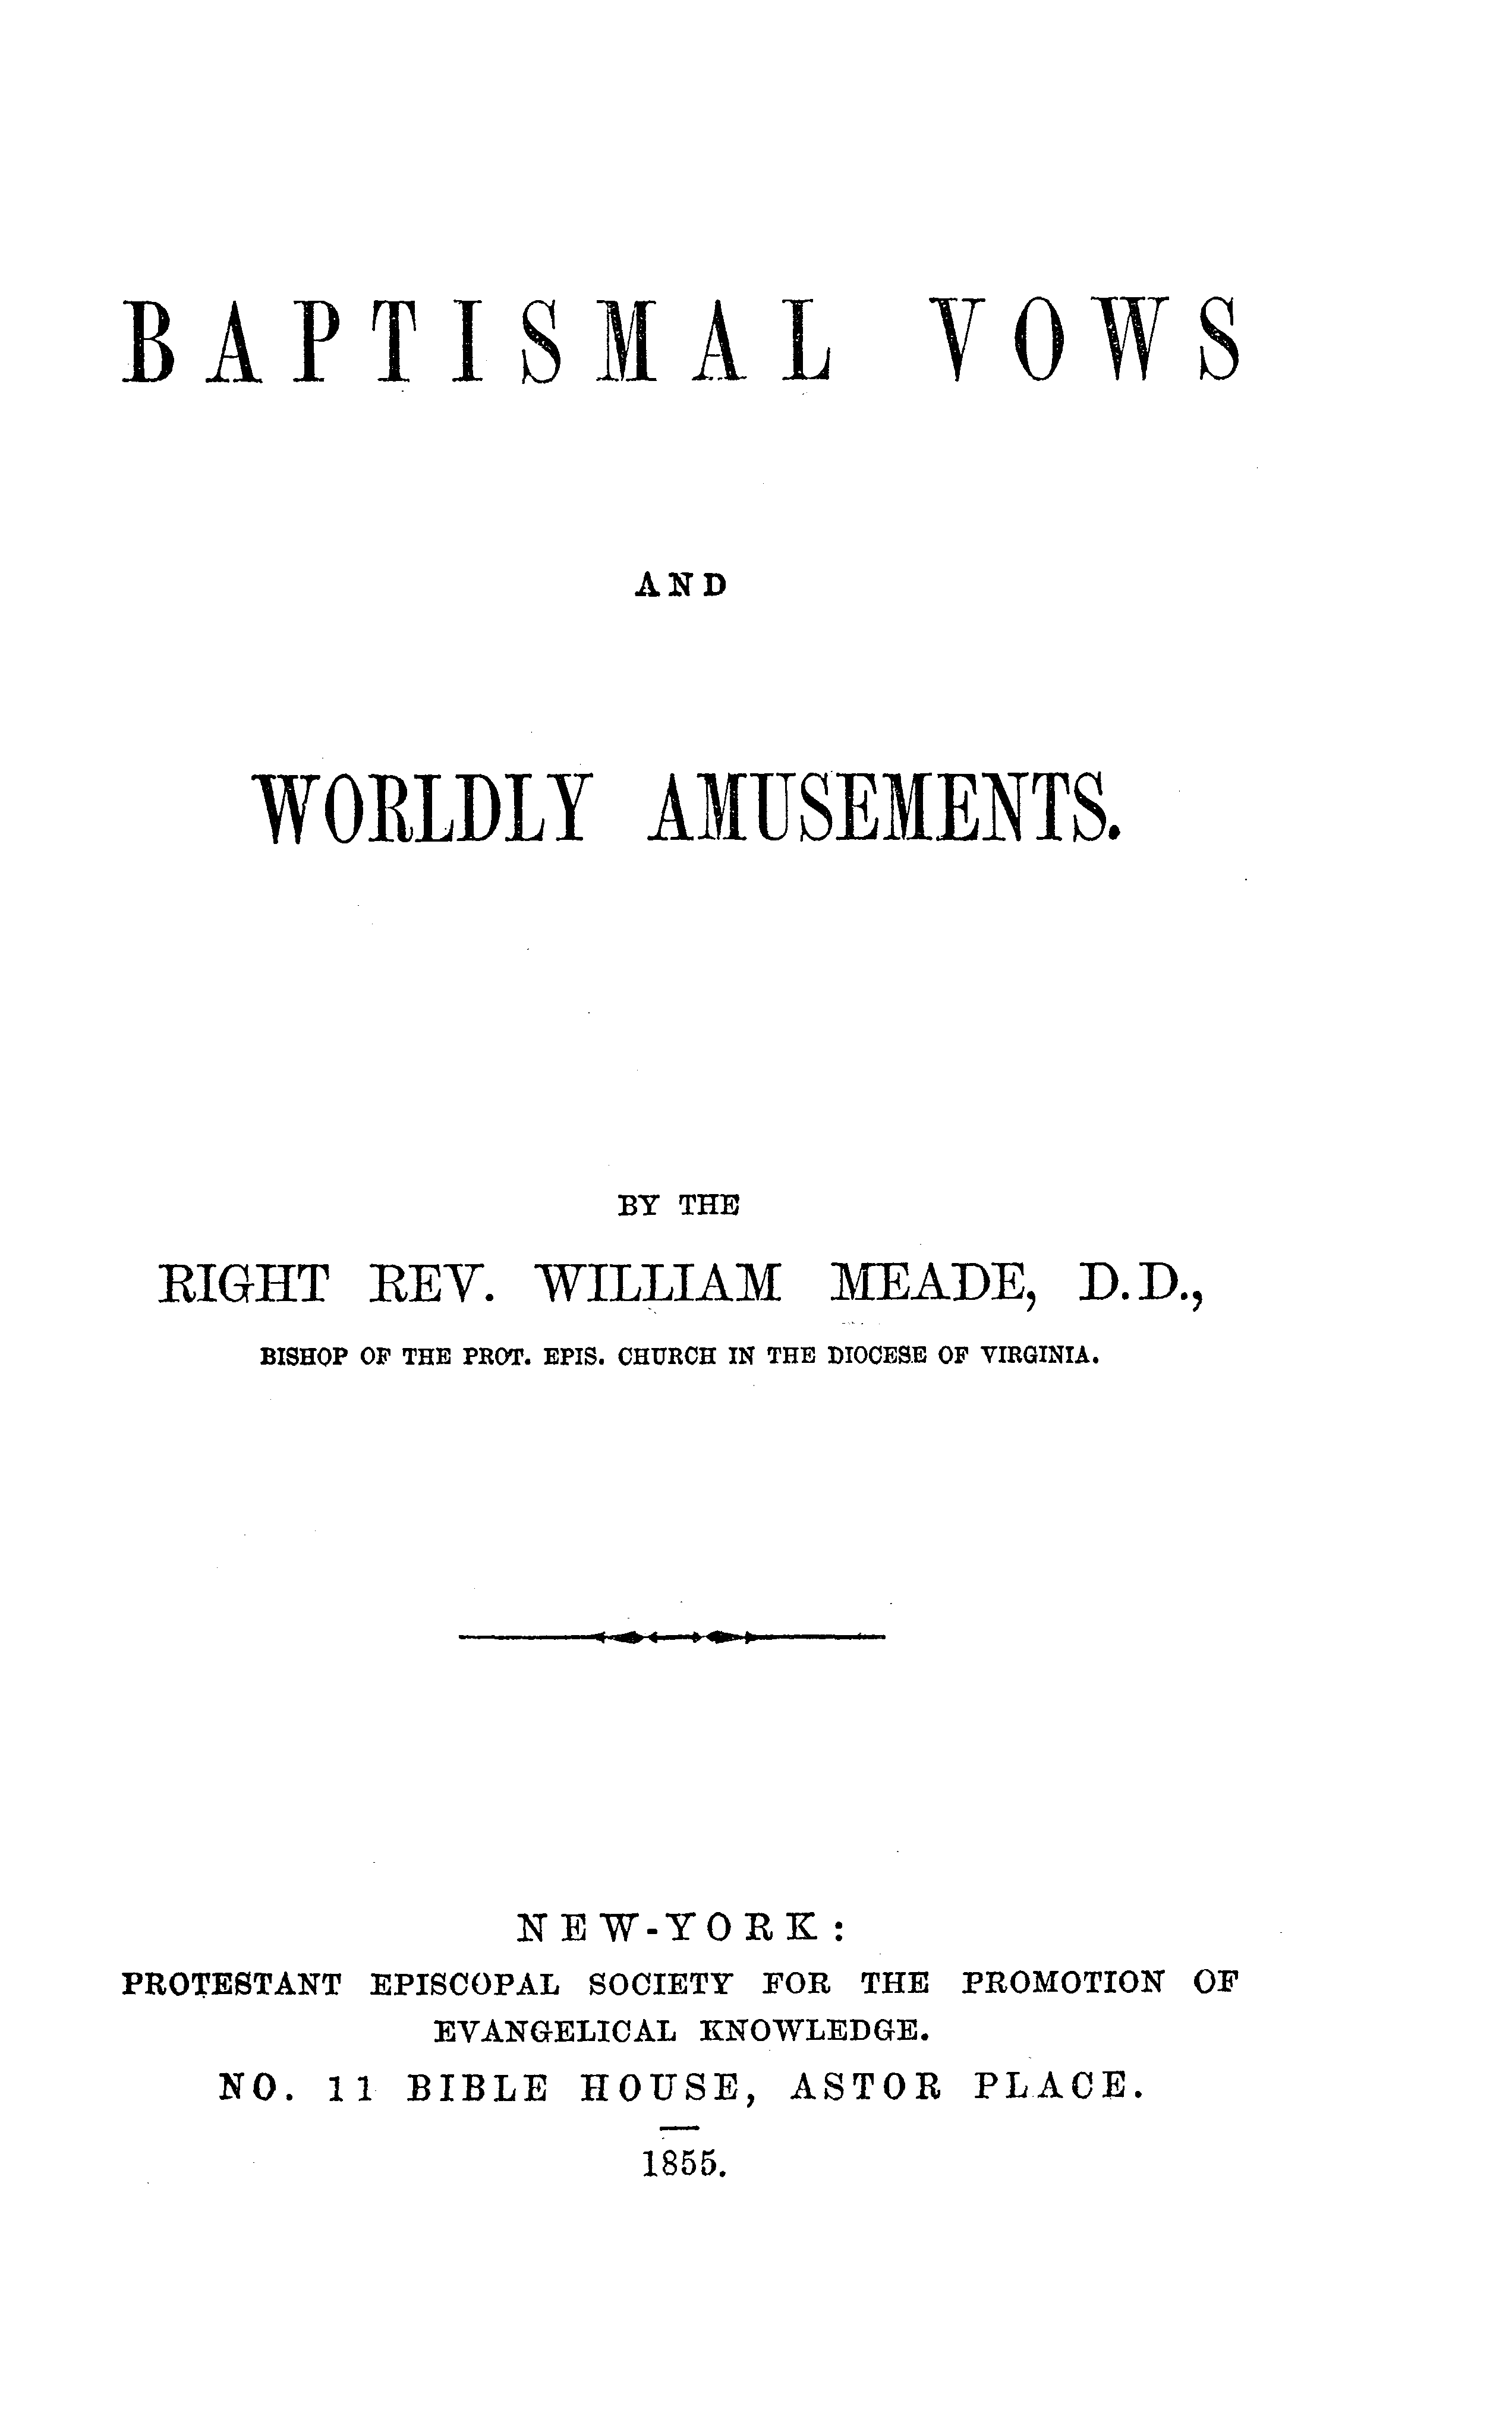 BAPTISMAL VOWS
AND
WORLDLY AMUSEMENTS.
BY THE
RIGHT REV. WILLIAM MEADE, D.D.,
BISHOP OF THE PROT. EPIS. CHURCH IN THE DIOCESE OF VIRGINIA.
NEW-YORK:
PROTESTANT EPISCOPAL SOCIETY FOR THE PROMOTION OF
EVANGELICAL KNOWLEDGE.
NO. 11 BIBLE HOUSE, ASTOR PLACE.
1855.